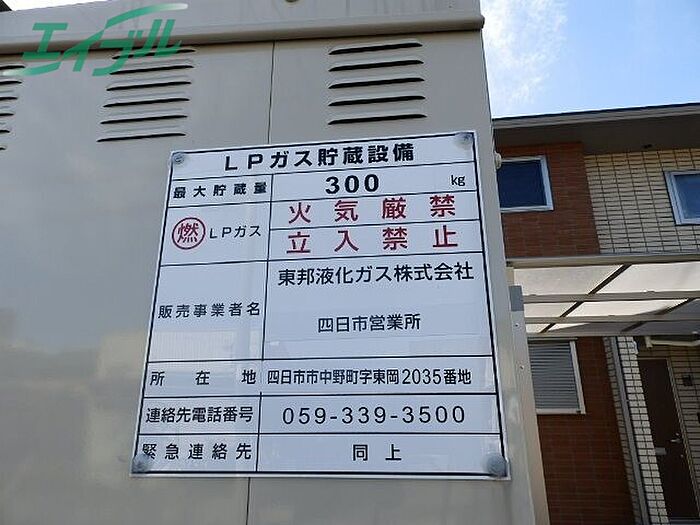 エイブル
LPガス貯蔵設備
最大貯蔵量 300 kg
燃 LPガス 火気厳禁
立入禁止
販売事業者名 東邦液化ガス株式会社
四日市営業所
所在地 四日市市中野町字東岡2035番地
連絡先電話番号 059-339-3500
緊急連絡先 同上